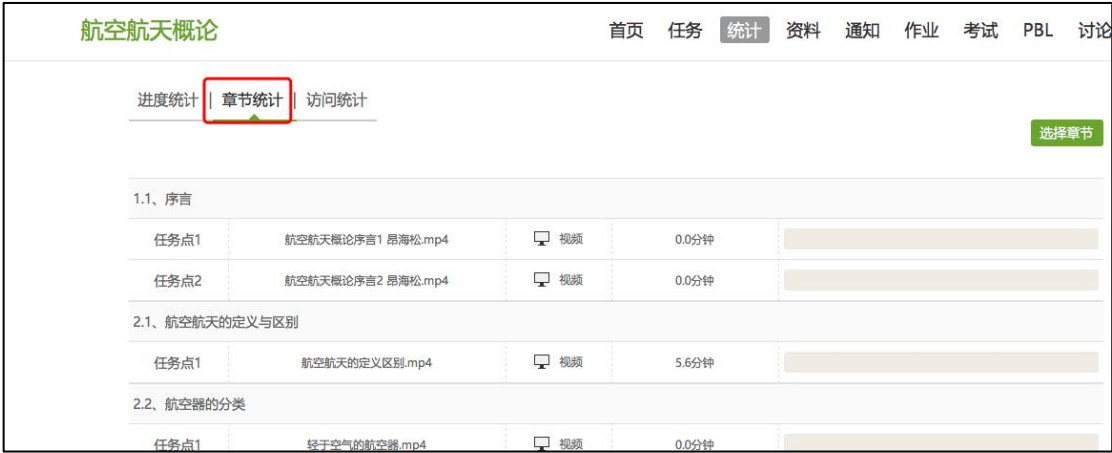 航空航天概论 首页 任务 统计 资料 通知 作业 考试 PBL 讨论
进度统计 | 章节统计 | 访问统计
选择章节
1.1、序言
任务点1 航空航天概论序言1 昂海松.mp4 视频 0.0分钟
任务点2 航空航天概论序言2 昂海松.mp4 视频 0.0分钟
2.1、航空航天的定义与区别
任务点1 航空航天的定义区别.mp4 视频 5.6分钟
2.2、航空器的分类
任务点1 轻于空气的航空器.mp4 视频 0.0分钟